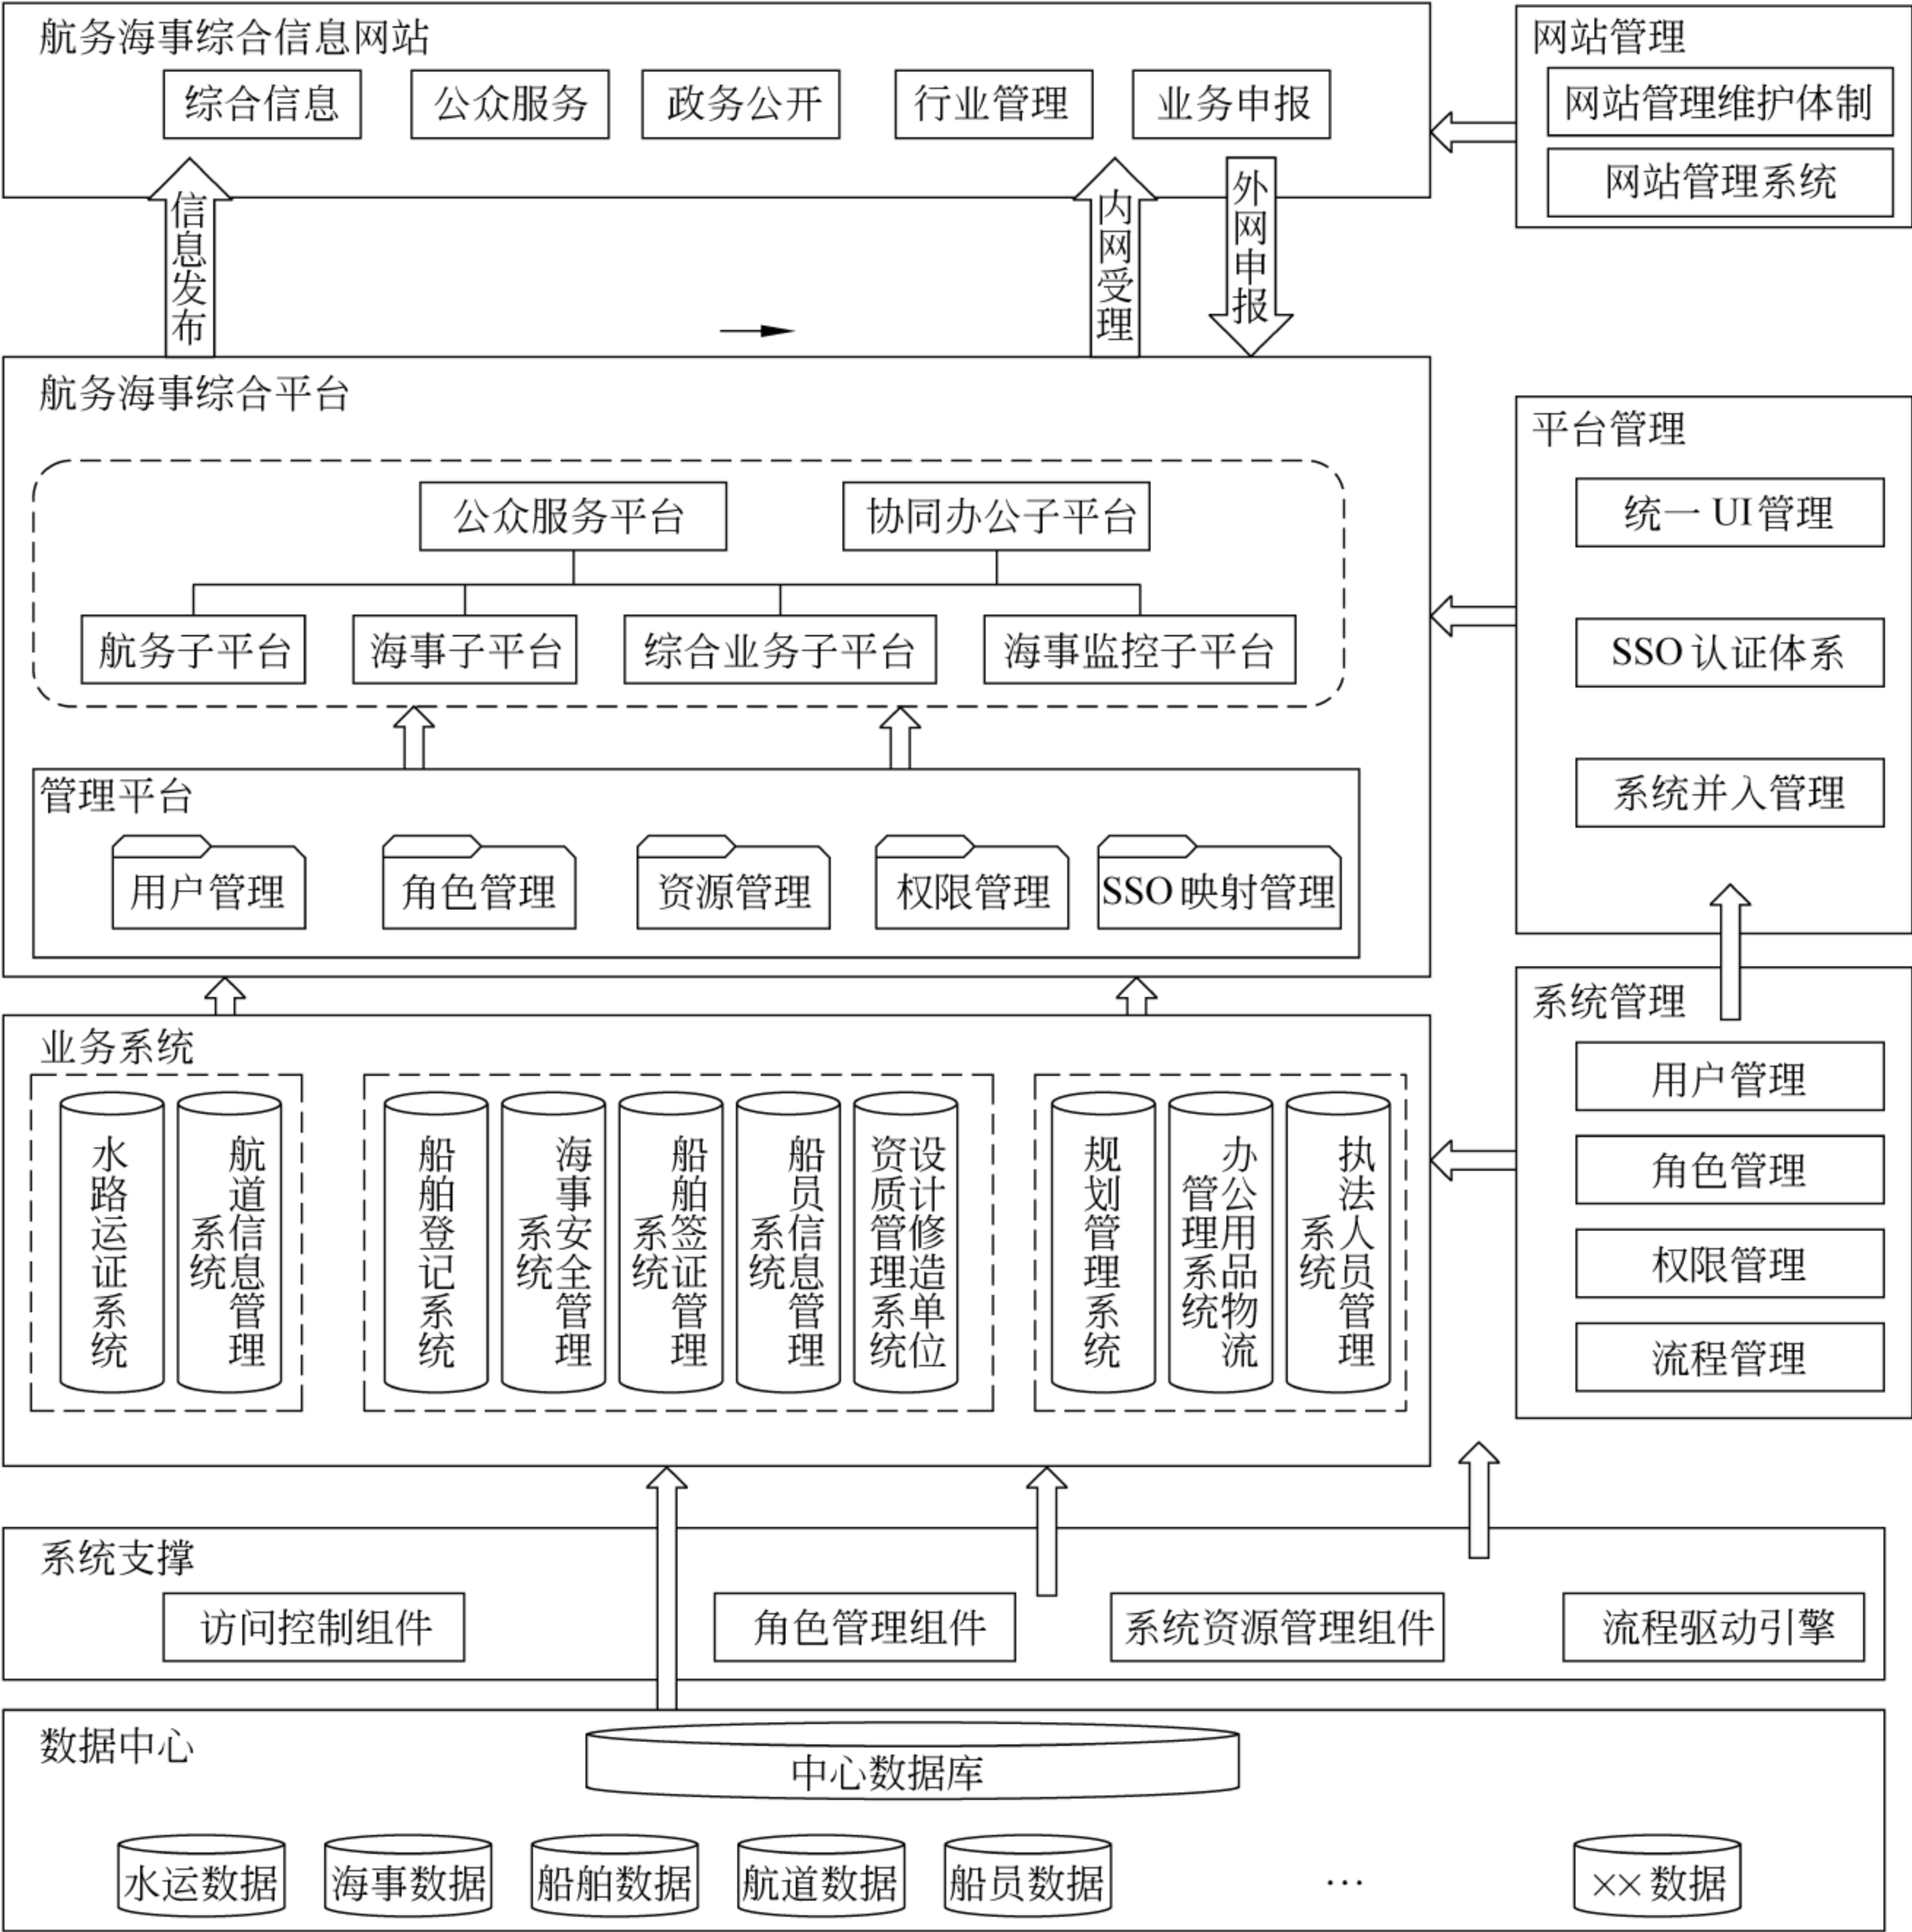 航务海事综合信息网站
综合信息
公众服务
政务公开
行业管理
业务申报
网站管理
网站管理维护体制
网站管理系统
信息发布
内网受理
外网申报
航务海事综合平台
公众服务平台
协同办公子平台
航务子平台
海事子平台
综合业务子平台
海事监控子平台
管理平台
用户管理
角色管理
资源管理
权限管理
SSO映射管理
平台管理
统一UI管理
SSO认证体系
系统并入管理
业务系统
水路运证系统
航道信息管理
系统
船舶登记系统
海事安全管理
系统
船舶签证管理
系统
船员信息管理
系统
设计修造单位
资质管理系统
规划管理系统
办公用品物流
管理系统
执法人员管理
系统
系统管理
用户管理
角色管理
权限管理
流程管理
系统支撑
访问控制组件
角色管理组件
系统资源管理组件
流程驱动引擎
数据中心
中心数据库
水运数据
海事数据
船舶数据
航道数据
船员数据
…
××数据